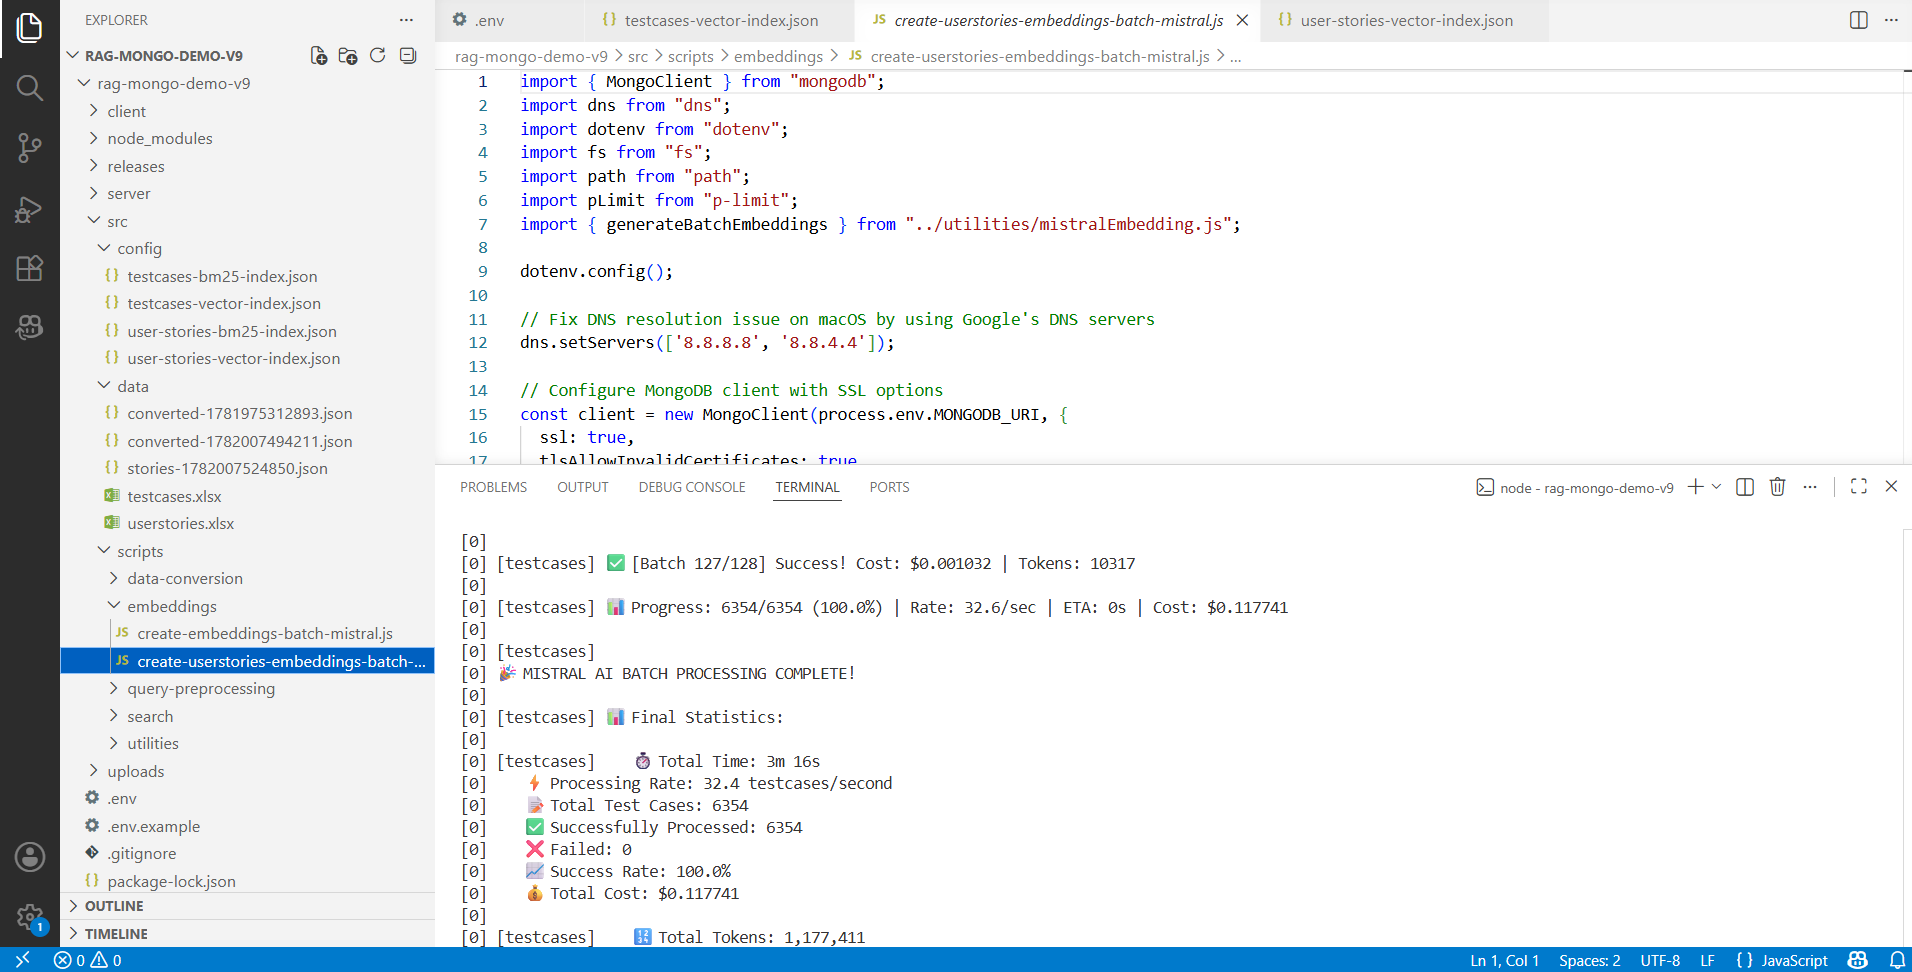 EXPLORER
RAG-MONGO-DEMO-V9
rag-mongo-demo-v9
client
node_modules
releases
server
src
config
testcases-bm25-index.json
testcases-vector-index.json
user-stories-bm25-index.json
user-stories-vector-index.json
data
converted-1781975312893.json
converted-1782007494211.json
stories-1782007524850.json
testcases.xlsx
userstories.xlsx
scripts
data-conversion
embeddings
JS create-embeddings-batch-mistral.js
JS create-userstories-embeddings-batch-...
query-preprocessing
search
utilities
uploads
.env
.env.example
.gitignore
{} package-lock.json
OUTLINE
TIMELINE
1
.env
{} testcases-vector-index.json
JS create-userstories-embeddings-batch-mistral.js
{} user-stories-vector-index.json
rag-mongo-demo-v9 > src > scripts > embeddings > JS create-userstories-embeddings-batch-mistral.js > ...
1 import { MongoClient } from "mongodb";
2 import dns from "dns";
3 import dotenv from "dotenv";
4 import fs from "fs";
5 import path from "path";
6 import pLimit from "p-limit";
7 import { generateBatchEmbeddings } from "../utilities/mistralEmbedding.js";
8
9 dotenv.config();
10
11 // Fix DNS resolution issue on macOS by using Google's DNS servers
12 dns.setServers(['8.8.8.8', '8.8.4.4']);
13
14 // Configure MongoDB client with SSL options
15 const client = new MongoClient(process.env.MONGODB_URI, {
16 ssl: true,
17 tlsAllowInvalidCertificates: true
PROBLEMS OUTPUT DEBUG CONSOLE TERMINAL PORTS
node - rag-mongo-demo-v9
[0]
[0] [testcases] ✅ [Batch 127/128] Success! Cost: $0.001032 | Tokens: 10317
[0]
[0] [testcases] 📊 Progress: 6354/6354 (100.0%) | Rate: 32.6/sec | ETA: 0s | Cost: $0.117741
[0]
[0] [testcases]
[0] 🎉 MISTRAL AI BATCH PROCESSING COMPLETE!
[0]
[0] [testcases] 📊 Final Statistics:
[0]
[0] [testcases] ⏱️ Total Time: 3m 16s
[0] ⚡ Processing Rate: 32.4 testcases/second
[0] 📝 Total Test Cases: 6354
[0] ✅ Successfully Processed: 6354
[0] ❌ Failed: 0
[0] 📈 Success Rate: 100.0%
[0] 💰 Total Cost: $0.117741
[0]
[0] [testcases] 🔢 Total Tokens: 1,177,411
0 0
Ln 1, Col 1 Spaces: 2 UTF-8 LF {} JavaScript